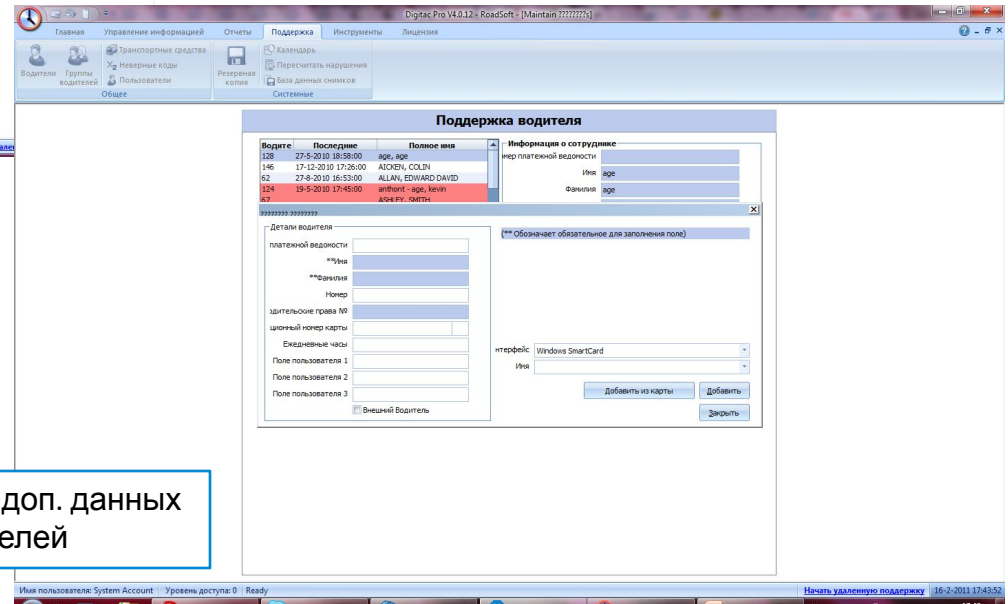 Digitac Pro V4.0.12 - RoadSoft - [Maintain ????????s]
Главная Управление информацией Отчеты Поддержка Инструменты Лицензия
Водители
Группы водителей
Транспортные средства
X₂ Неверные коды
Пользователи
Общее
Резервная копия
Календарь
Пересчитать нарушения
База данных снимков
Системные
Поддержка водителя
Водите Последние Полное имя
128 27-5-2010 18:58:00 age, age
146 17-12-2010 17:26:00 AICKEN, COLIN
62 27-8-2010 16:53:00 ALLAN, EDWARD DAVID
124 19-5-2010 17:45:00 anthont - age, kevin
67 ASHLEY, SMITH
Информация о сотруднике
мер платежной ведомости
Имя age
Фамилия age
???????? ????????
Детали водителя
платежной ведомости
**Имя
**Фамилия
Номер
одительские права №
ционный номер карты
Ежедневные часы
Поле пользователя 1
Поле пользователя 2
Поле пользователя 3
Внешний Водитель
(** Обозначает обязательное для заполнения поле)
нтерфейс Windows SmartCard
Имя
Добавить из карты Добавить
Закрыть
доп. данных
елей
Имя пользователя: System Account Уровень доступа: 0 Ready Начать удаленную поддержку 16-2-2011 17:43:52